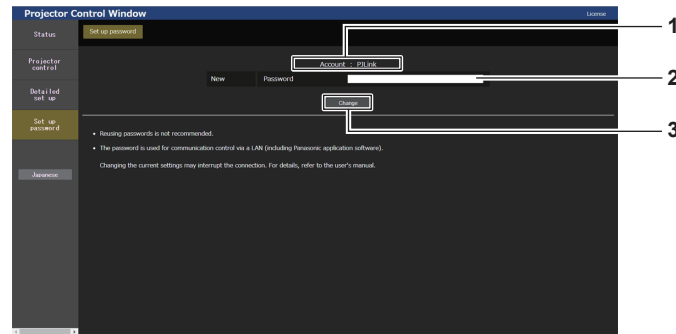 Projector Control Window
License
1
Status
Set up password
Projector
control
Account : PJLink
New Password
2
Detailed
set up
Change
Set up
password
3
• Reusing passwords is not recommended.
• The password is used for communication control via a LAN (including Panasonic application software).
Changing the current settings may interrupt the connection. For details, refer to the user's manual.
Japanese